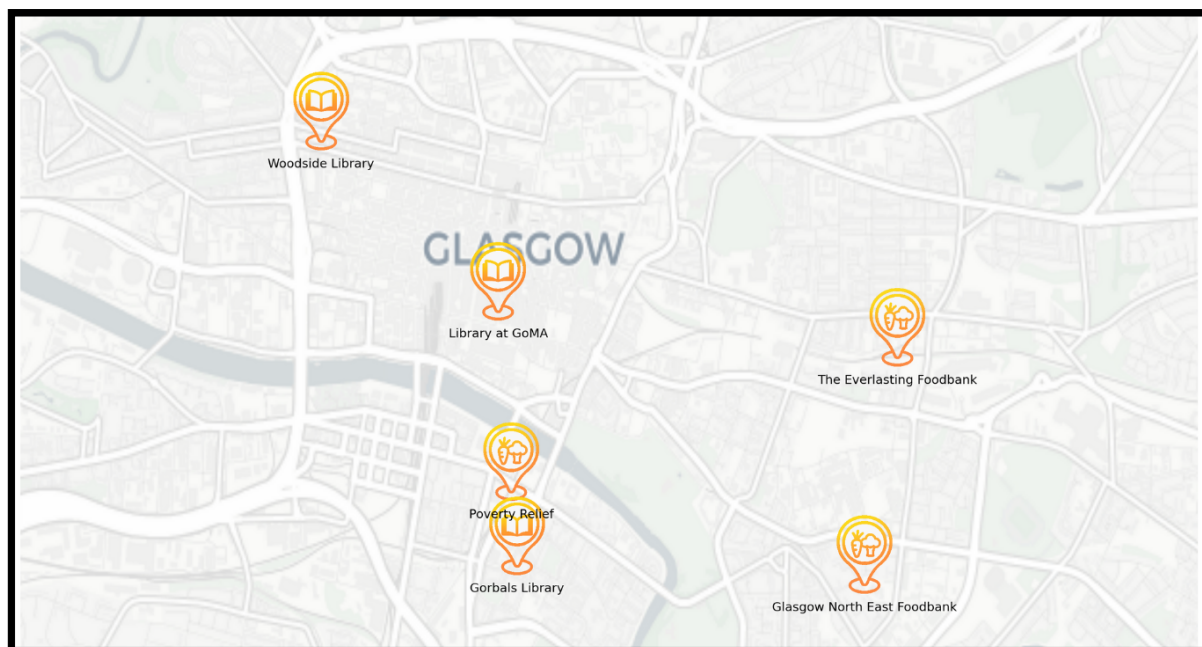 Woodside Library
GLASGOW
Library at GoMA
The Everlasting Foodbank
Poverty Relief
Gorbals Library
Glasgow North East Foodbank